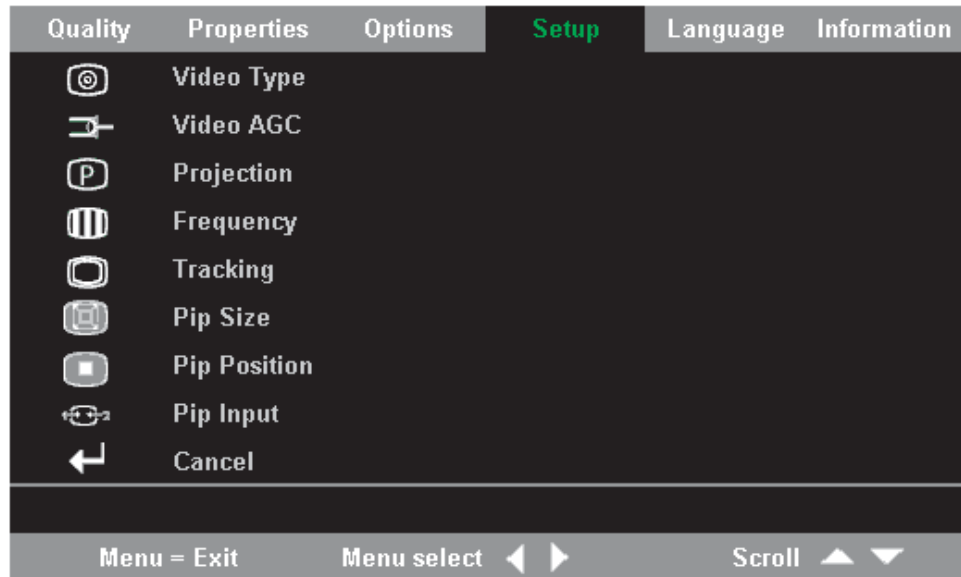 Quality Properties Options Setup Language Information
Video Type
Video AGC
P Projection
Frequency
Tracking
Pip Size
Pip Position
Pip Input
Cancel
Menu = Exit Menu select Scroll